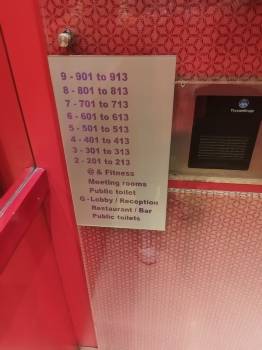 9 - 901 to 913
8 - 801 to 813
7 - 701 to 713
6 - 601 to 613
5 - 501 to 513
4 - 401 to 413
3 - 301 to 313
2 - 201 to 213
@ & Fitness
Meeting rooms
Public toilet
G - Lobby / Reception
Restaurant / Bar
Public toilets